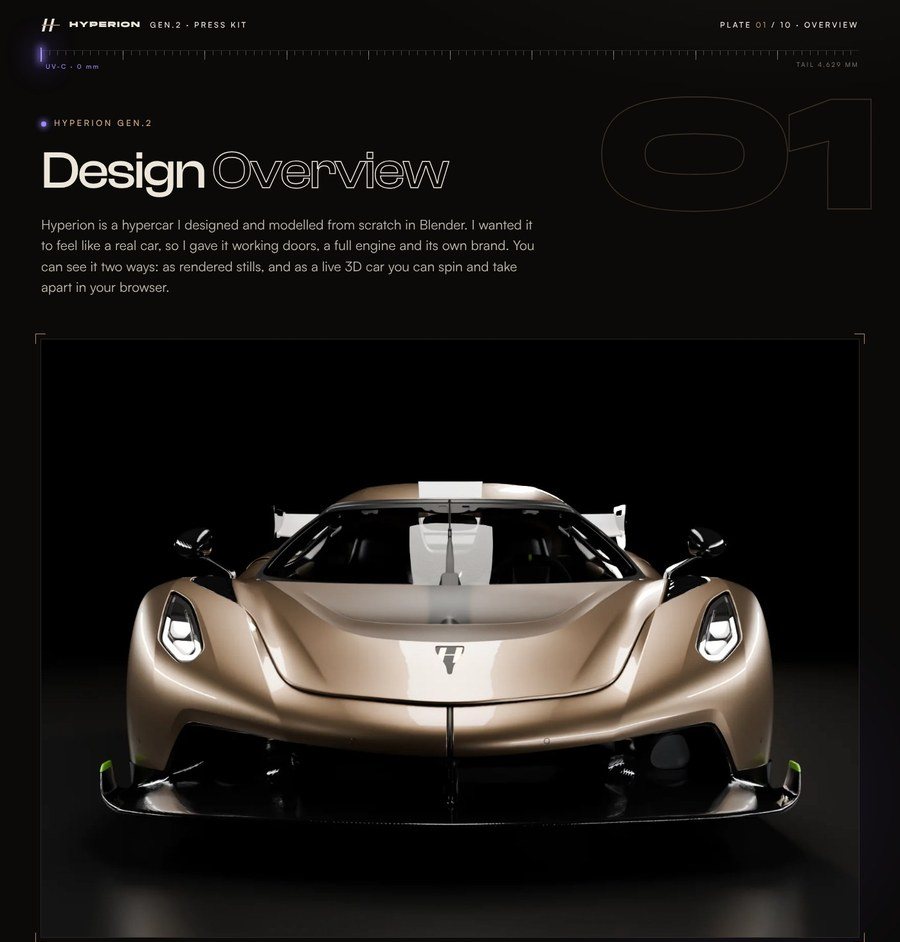 HYPERION GEN.2 • PRESS KIT
PLATE 01 / 10 • OVERVIEW
UV-C • 0 mm
TAIL 4.629 MM
01
HYPERION GEN.2
Design Overview
Hyperion is a hypercar I designed and modelled from scratch in Blender. I wanted it
to feel like a real car, so I gave it working doors, a full engine and its own brand. You
can see it two ways: as rendered stills, and as a live 3D car you can spin and take
apart in your browser.